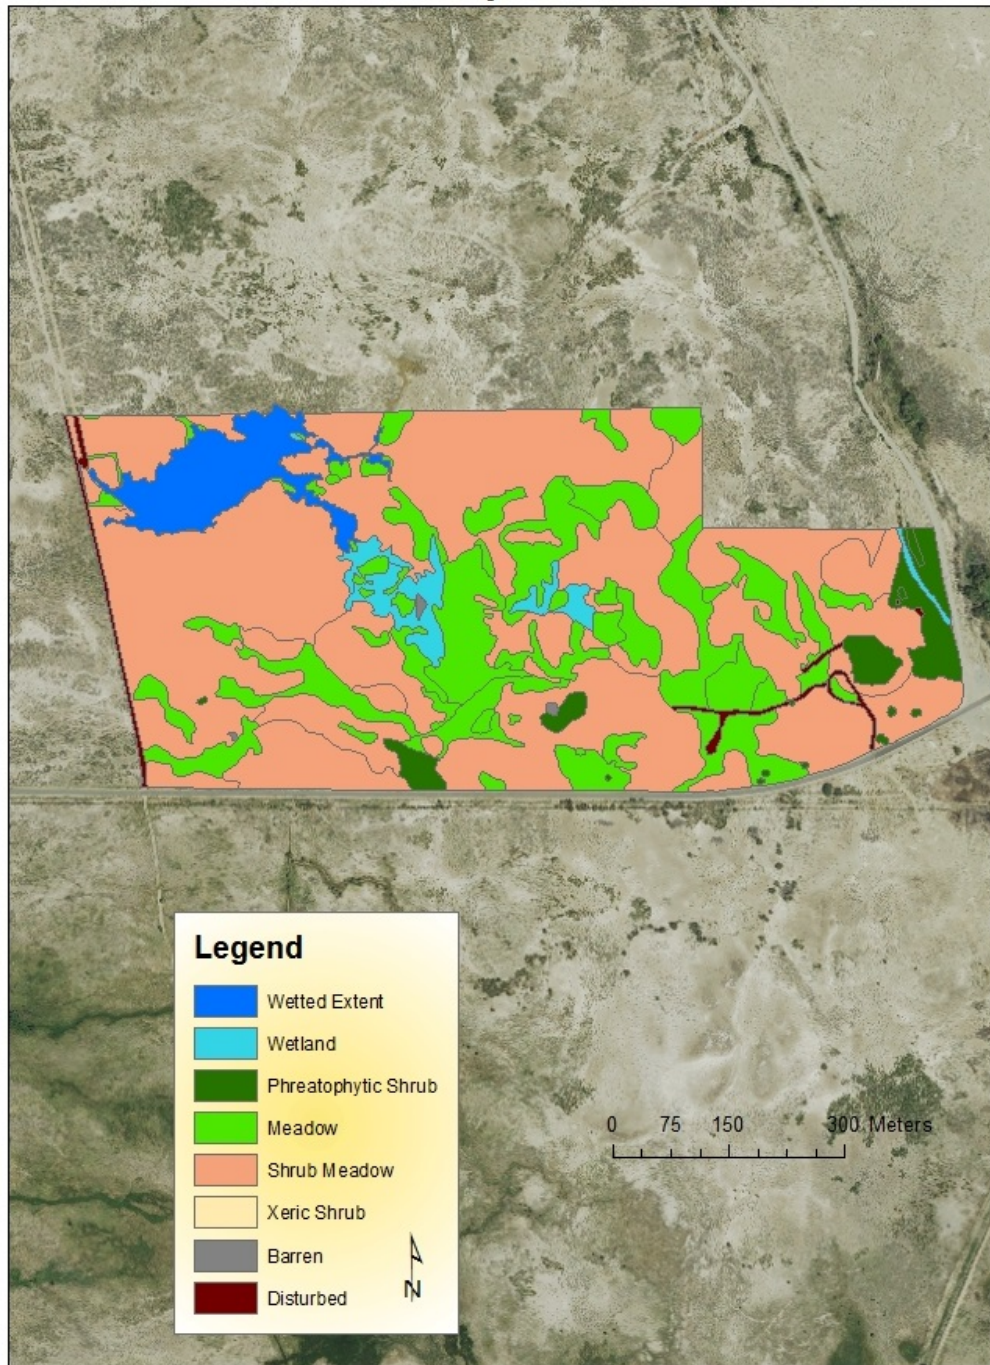 0 75 150 300 Meters
Legend
Wetted Extent
Wetland
Phreatophytic Shrub
Meadow
Shrub Meadow
Xeric Shrub
Barren
Disturbed
N